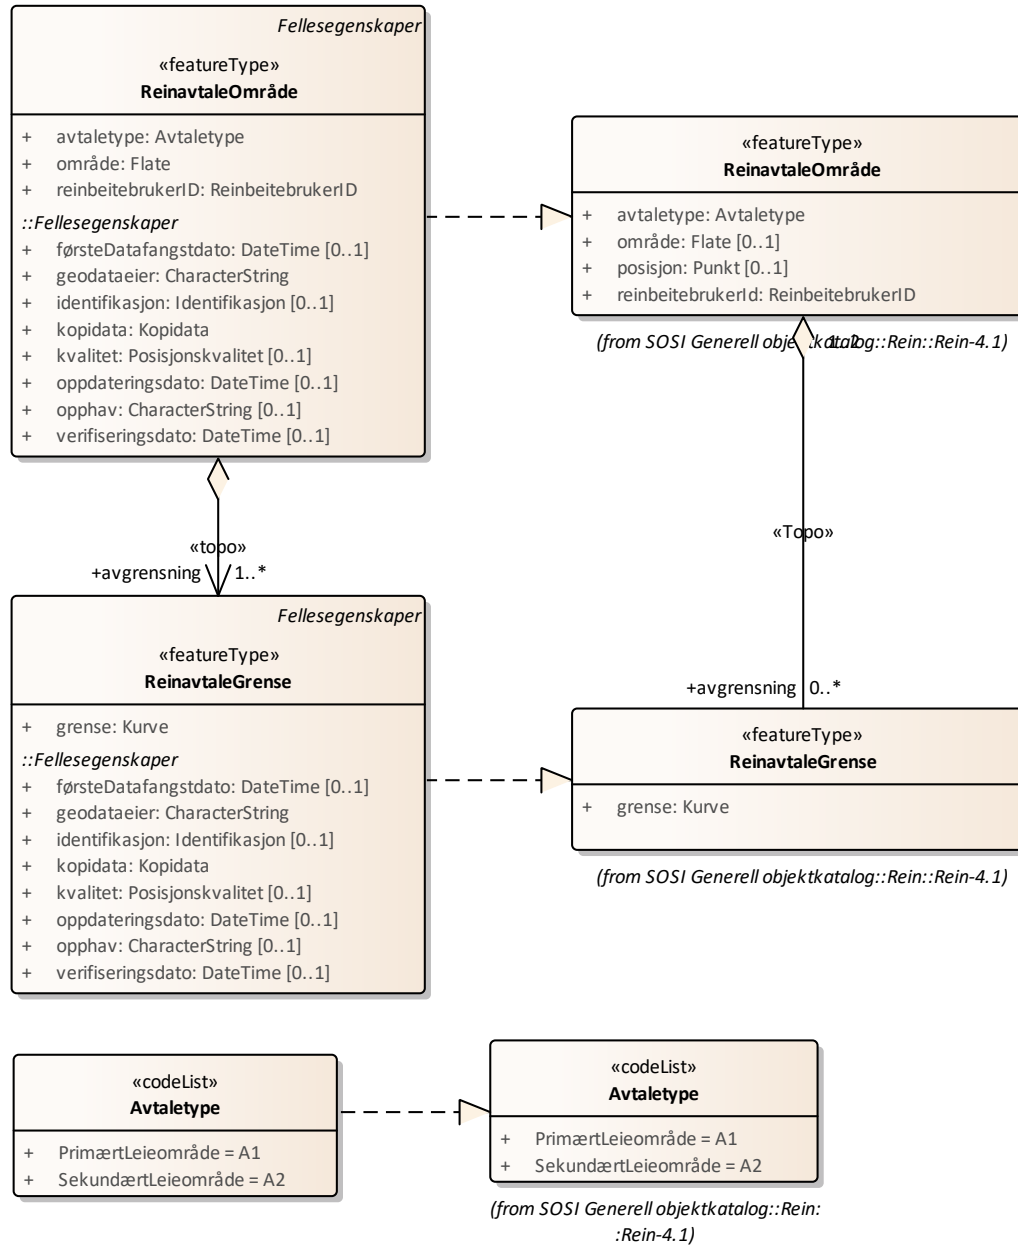 Fellesegenskaper
«featureType»
ReinavtaleOmråde
+ avtaletype: Avtaletype
+ område: Flate
+ reinbeitebrukerID: ReinbeitebrukerID
::Fellesegenskaper
+ førsteDatafangstdato: DateTime [0..1]
+ geodataeier: CharacterString
+ identifikasjon: Identifikasjon [0..1]
+ kopidata: Kopidata
+ kvalitet: Posisjonskvalitet [0..1]
+ oppdateringsdato: DateTime [0..1]
+ opphav: CharacterString [0..1]
+ verifiseringsdato: DateTime [0..1]
«featureType»
ReinavtaleOmråde
+ avtaletype: Avtaletype
+ område: Flate [0..1]
+ posisjon: Punkt [0..1]
+ reinbeitebrukerId: ReinbeitebrukerID
(from SOSI Generell objektkatalog::Rein::Rein-4.1)
1..2
«topo»
+avgrensning 1..*
«Topo»
+avgrensning 0..*
Fellesegenskaper
«featureType»
ReinavtaleGrense
+ grense: Kurve
::Fellesegenskaper
+ førsteDatafangstdato: DateTime [0..1]
+ geodataeier: CharacterString
+ identifikasjon: Identifikasjon [0..1]
+ kopidata: Kopidata
+ kvalitet: Posisjonskvalitet [0..1]
+ oppdateringsdato: DateTime [0..1]
+ opphav: CharacterString [0..1]
+ verifiseringsdato: DateTime [0..1]
«featureType»
ReinavtaleGrense
+ grense: Kurve
(from SOSI Generell objektkatalog::Rein::Rein-4.1)
«codeList»
Avtaletype
+ PrimærtLeieområde = A1
+ SekundærtLeieområde = A2
«codeList»
Avtaletype
+ PrimærtLeieområde = A1
+ SekundærtLeieområde = A2
(from SOSI Generell objektkatalog::Rein:
:Rein-4.1)